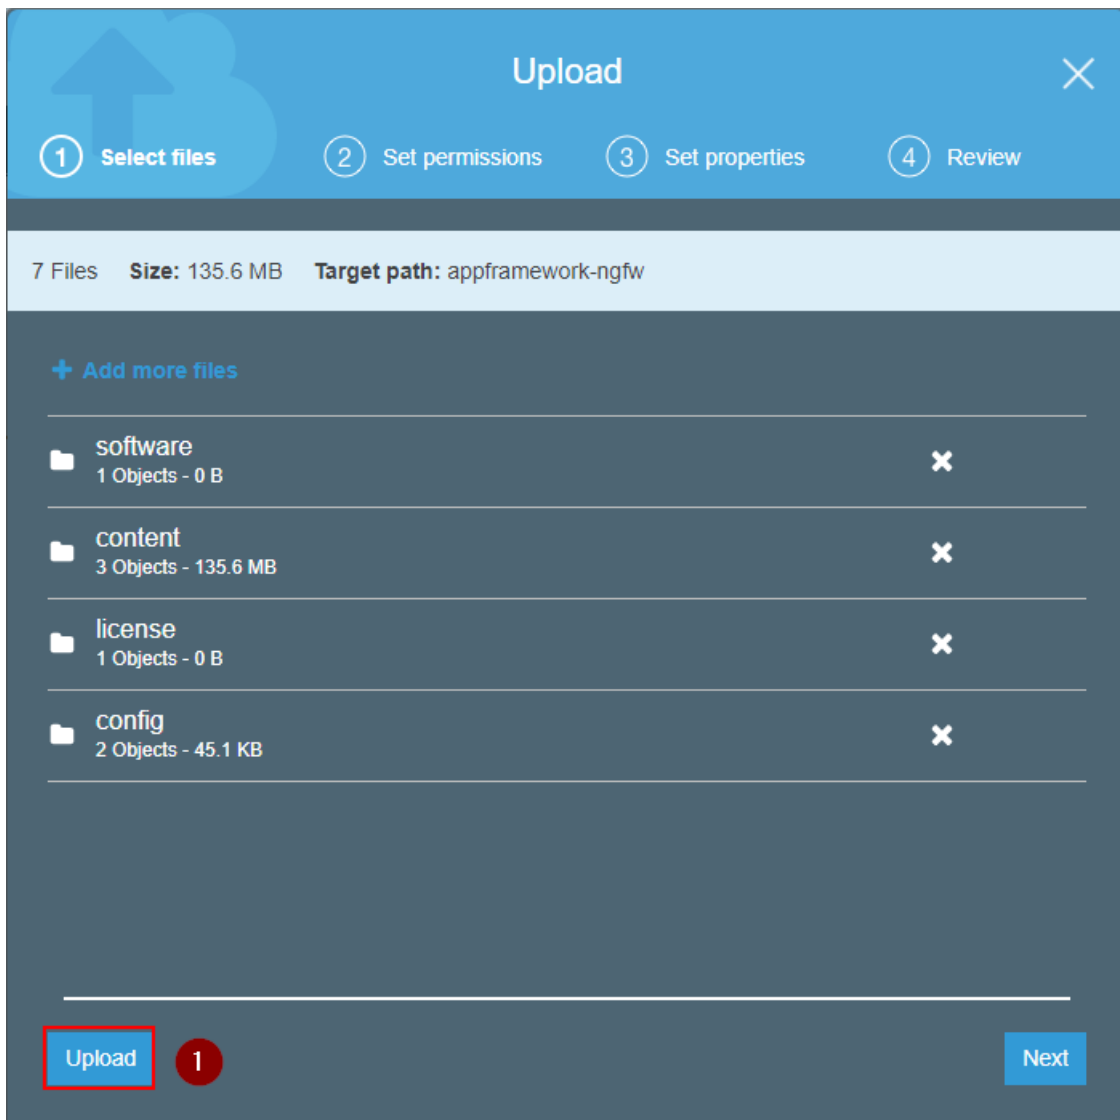 Upload
1 Select files 2 Set permissions 3 Set properties 4 Review
7 Files Size: 135.6 MB Target path: appframework-ngfw
+ Add more files
software
1 Objects - 0 B
content
3 Objects - 135.6 MB
license
1 Objects - 0 B
config
2 Objects - 45.1 KB
Upload 1 Next